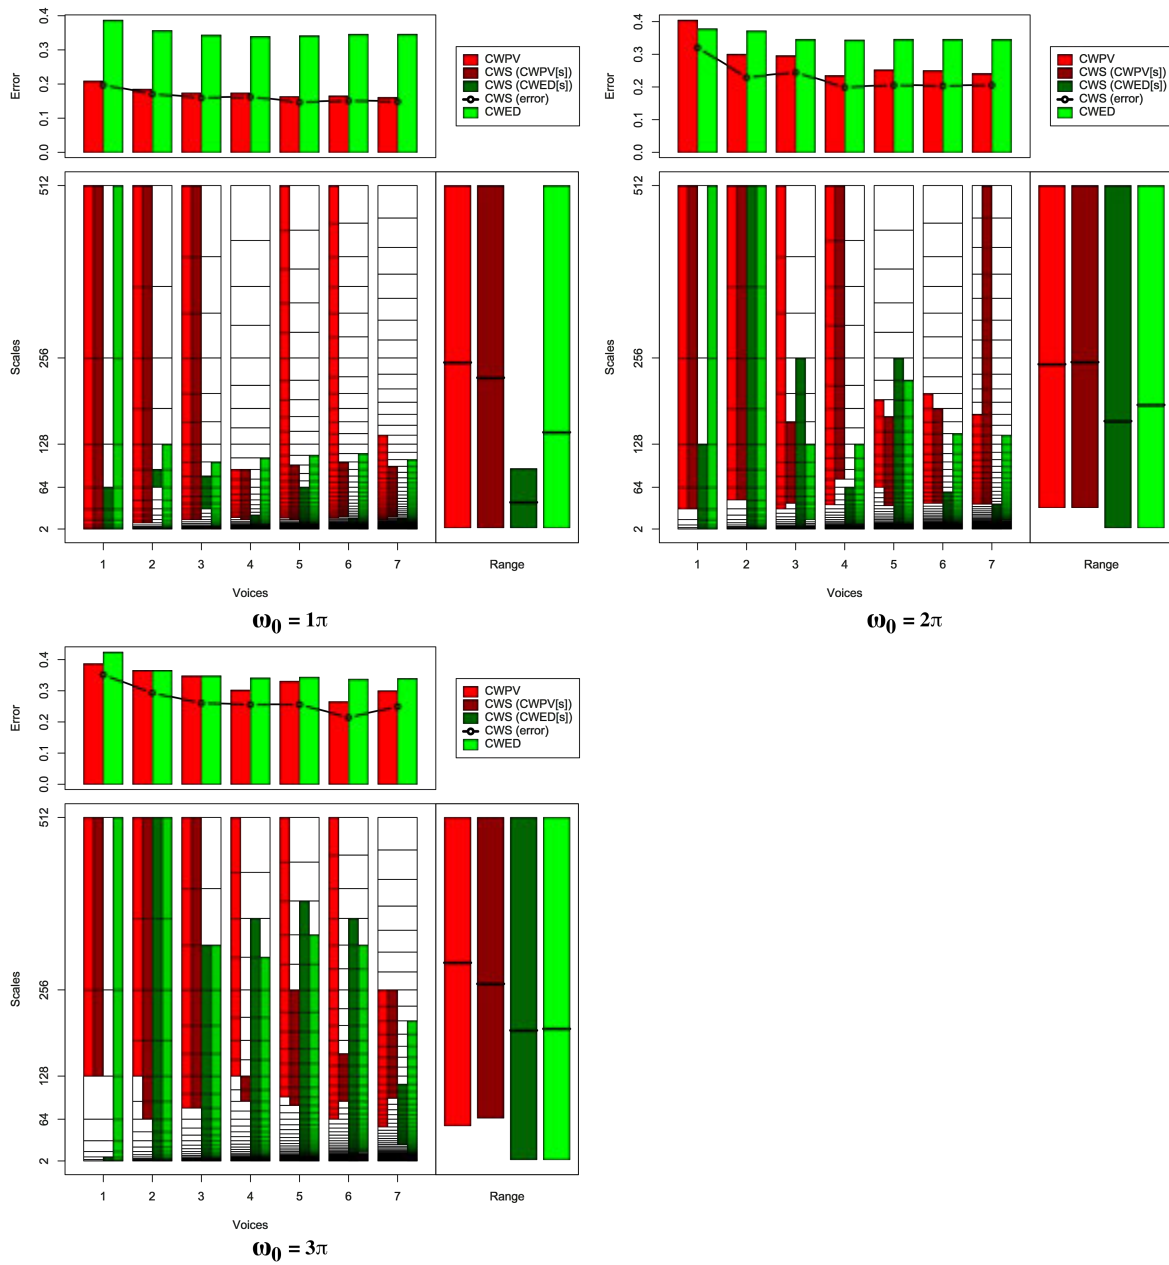 0.4
0.3
0.2
0.1
0.0
Error
CWPV
CWS (CWPV[s])
CWS (CWED[s])
CWS (error)
CWED
512
256
128
64
2
Scales
1 2 3 4 5 6 7
Range
Voices
ω0 = 1π
0.4
0.3
0.2
0.1
0.0
Error
CWPV
CWS (CWPV[s])
CWS (CWED[s])
CWS (error)
CWED
512
256
128
64
2
Scales
1 2 3 4 5 6 7
Range
Voices
ω0 = 2π
0.4
0.3
0.2
0.1
0.0
Error
CWPV
CWS (CWPV[s])
CWS (CWED[s])
CWS (error)
CWED
512
256
128
64
2
Scales
1 2 3 4 5 6 7
Range
Voices
ω0 = 3π